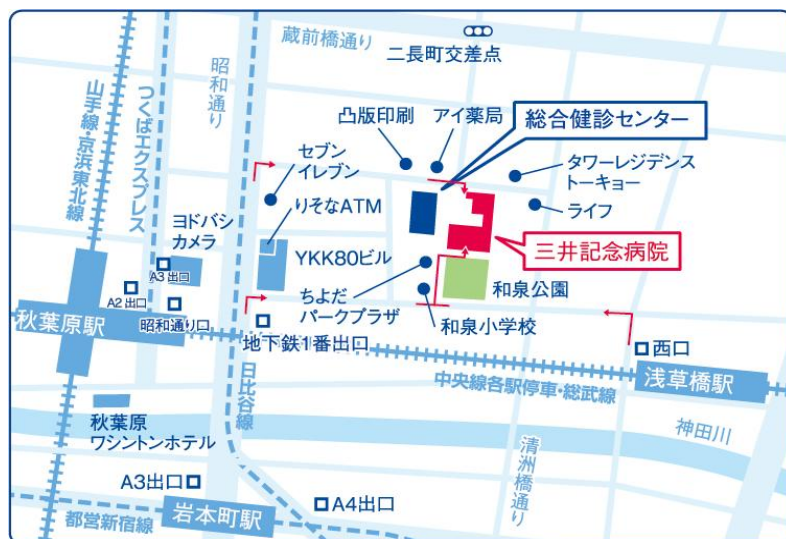 蔵前橋通り
二長町交差点
昭和通り
山手線・京浜東北線
つくばエクスプレス
凸版印刷
アイ薬局
総合健診センター
セブン
イレブン
タワーレジデンス
トーキョー
りそなATM
ライフ
ヨドバシ
カメラ
YKK80ビル
三井記念病院
A3出口
A2出口
ちよだ
パークプラザ
和泉公園
秋葉原駅
昭和通り口
和泉小学校
地下鉄1番出口
西口
日比谷線
中央線各駅停車・総武線
浅草橋駅
秋葉原
ワシントンホテル
神田川
清洲橋通り
A3出口
A4出口
岩本町駅
都営新宿線